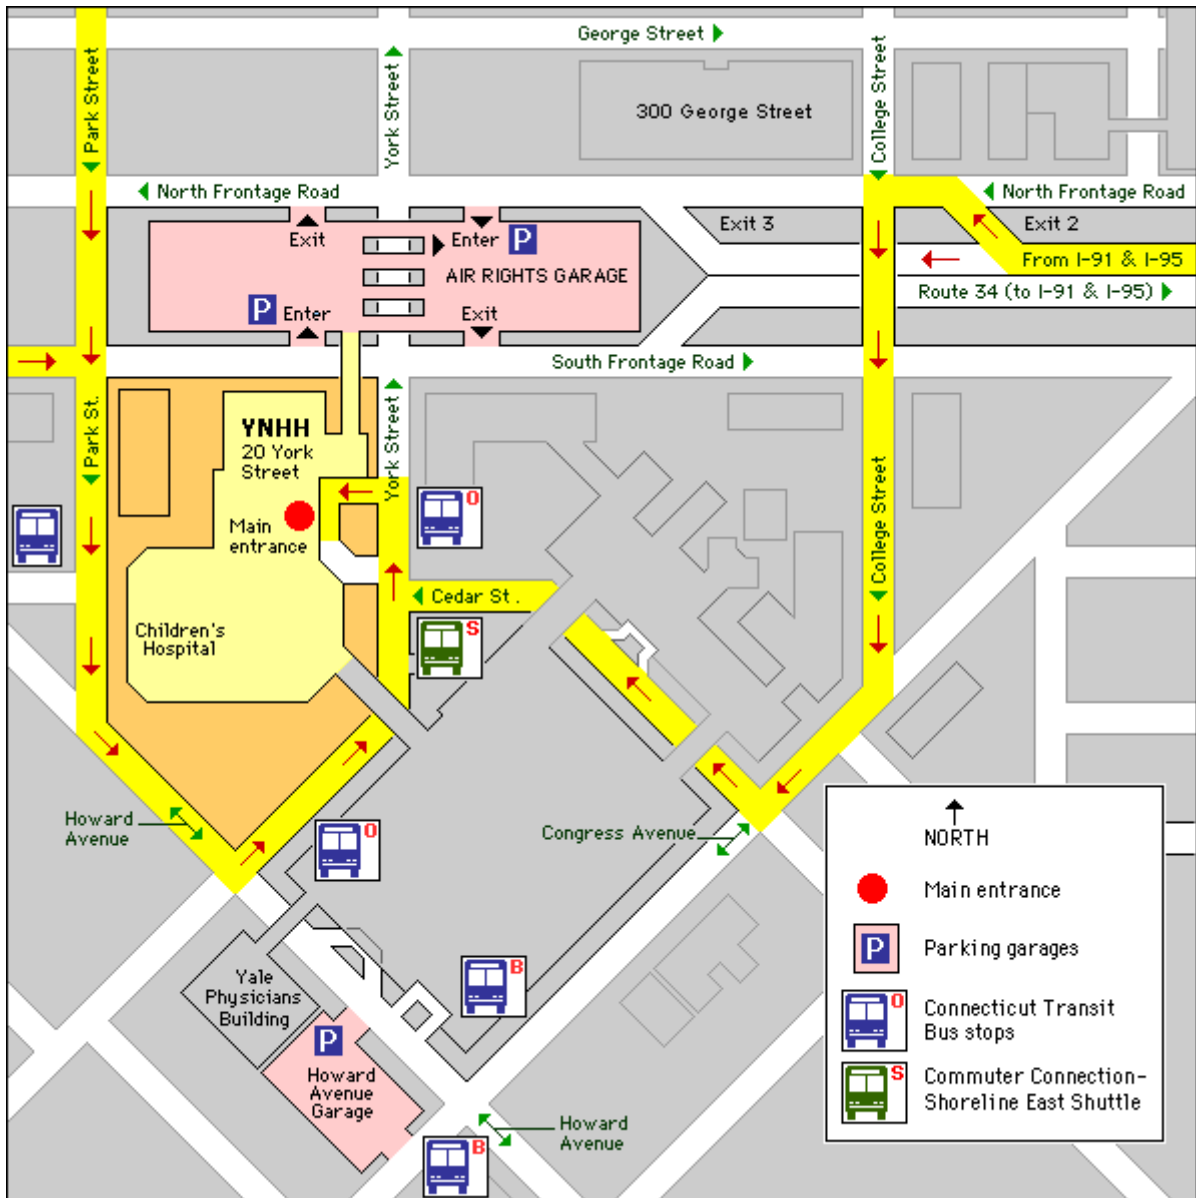 George Street
Park Street
York Street
College Street
300 George Street
North Frontage Road
North Frontage Road
Exit 3
Exit 2
Exit
Enter
P
From I-91 & I-95
AIR RIGHTS GARAGE
Route 34 (to I-91 & I-95)
P
Enter
Exit
South Frontage Road
Park St.
York Street
College Street
YNHH
20 York
Street
O
Main
entrance
Cedar St.
S
Children's
Hospital
Howard
Avenue
O
Congress Avenue
B
Yale
Physicians
Building
P
Howard
Avenue
Garage
Howard
Avenue
B
NORTH
Main entrance
P
Parking garages
O
Connecticut Transit
Bus stops
S
Commuter Connection-
Shoreline East Shuttle